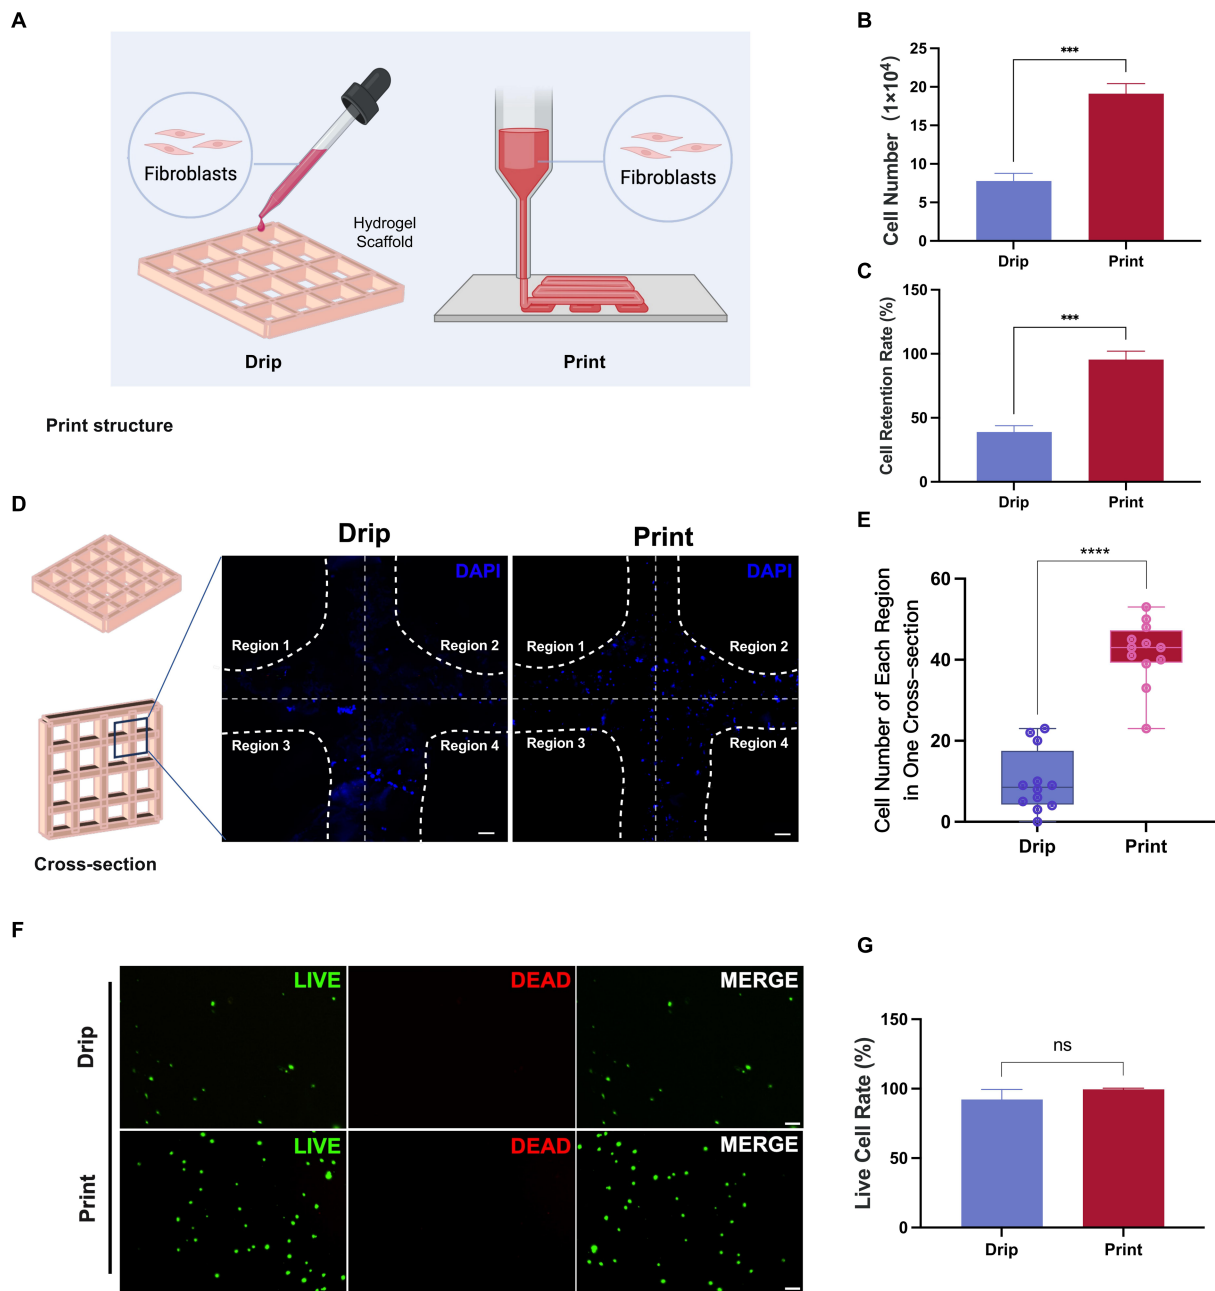 A
Fibroblasts
Hydrogel
Scaffold
Fibroblasts
Drip
Print
Print structure
B
Cell Number (1×10⁴)
25
20
15
10
5
0
***
Drip
Print
C
Cell Retention Rate (%)
150
100
50
0
***
Drip
Print
D
Cross-section
Drip
Print
DAPI
Region 1
Region 2
Region 3
Region 4
DAPI
Region 1
Region 2
Region 3
Region 4
E
Cell Number of Each Region
in One Cross–section
60
40
20
0
****
Drip
Print
F
Drip
LIVE
DEAD
MERGE
Print
LIVE
DEAD
MERGE
G
Live Cell Rate (%)
150
100
50
0
ns
Drip
Print